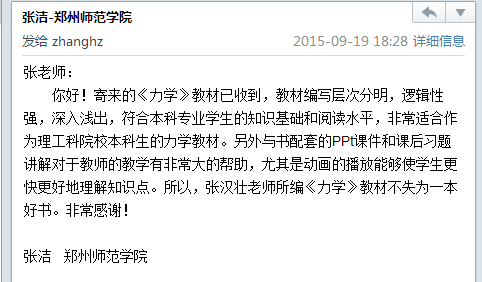 张洁-郑州师范学院
发给 zhanghz 2015-09-19 18:28 详细信息
张老师：
你好！寄来的《力学》教材已收到，教材编写层次分明，逻辑性
强，深入浅出，符合本科专业学生的知识基础和阅读水平，非常适合作
为理工科院校本科生的力学教材。另外与书配套的PPt课件和课后习题
讲解对于教师的教学有非常大的帮助，尤其是动画的播放能够使学生更
快更好地理解知识点。所以，张汉壮老师所编《力学》教材不失为一本
好书。非常感谢！
张洁 郑州师范学院